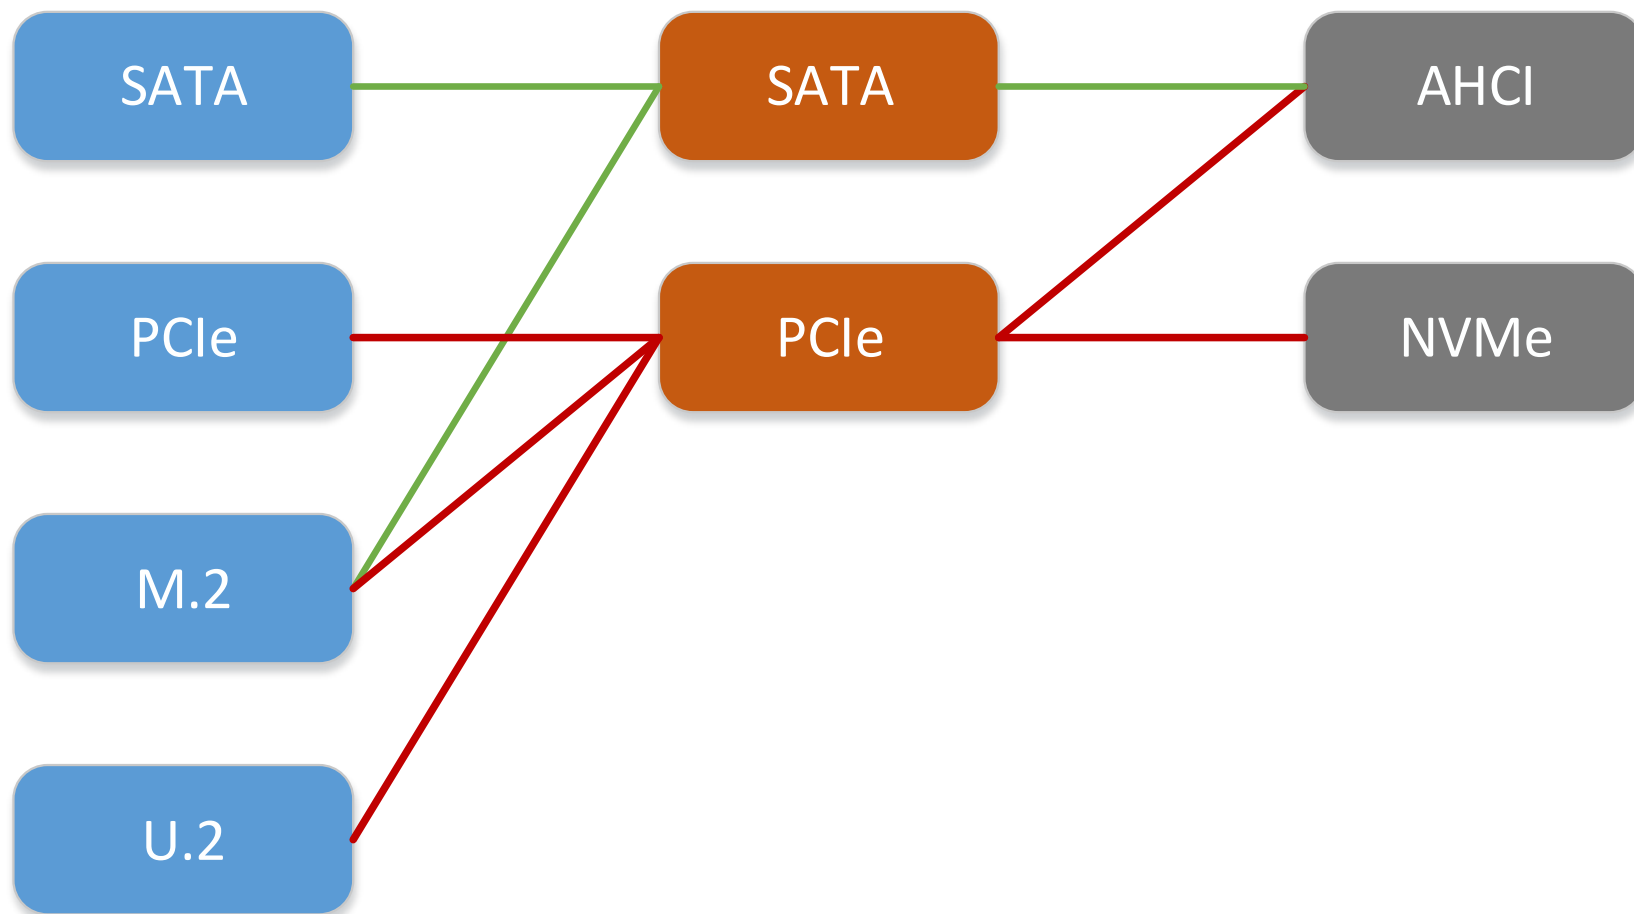 SATA
SATA
AHCI
PCIe
PCIe
NVMe
M.2
U.2